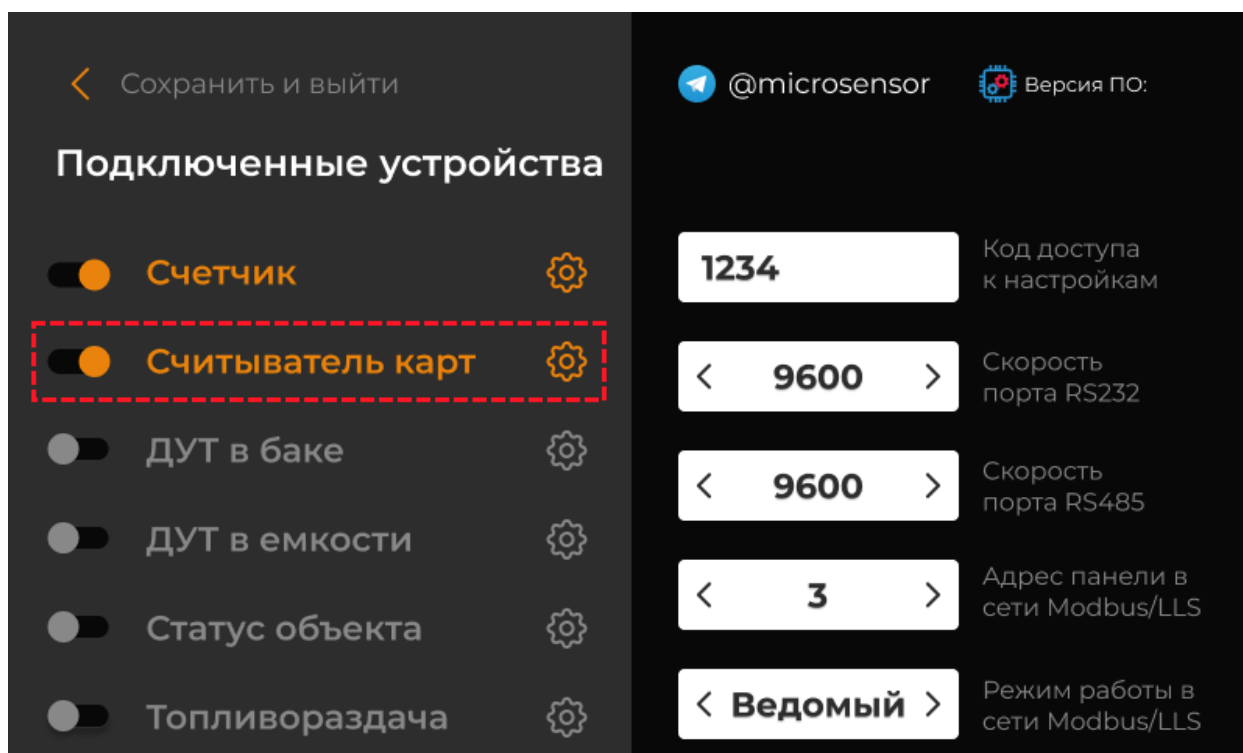 Сохранить и выйти
Подключенные устройства
Счетчик
Считыватель карт
ДУТ в баке
ДУТ в емкости
Статус объекта
Топливораздача
@microsensor
Версия ПО:
1234
Код доступа
к настройкам
9600
Скорость
порта RS232
9600
Скорость
порта RS485
3
Адрес панели в
сети Modbus/LLS
Ведомый
Режим работы в
сети Modbus/LLS